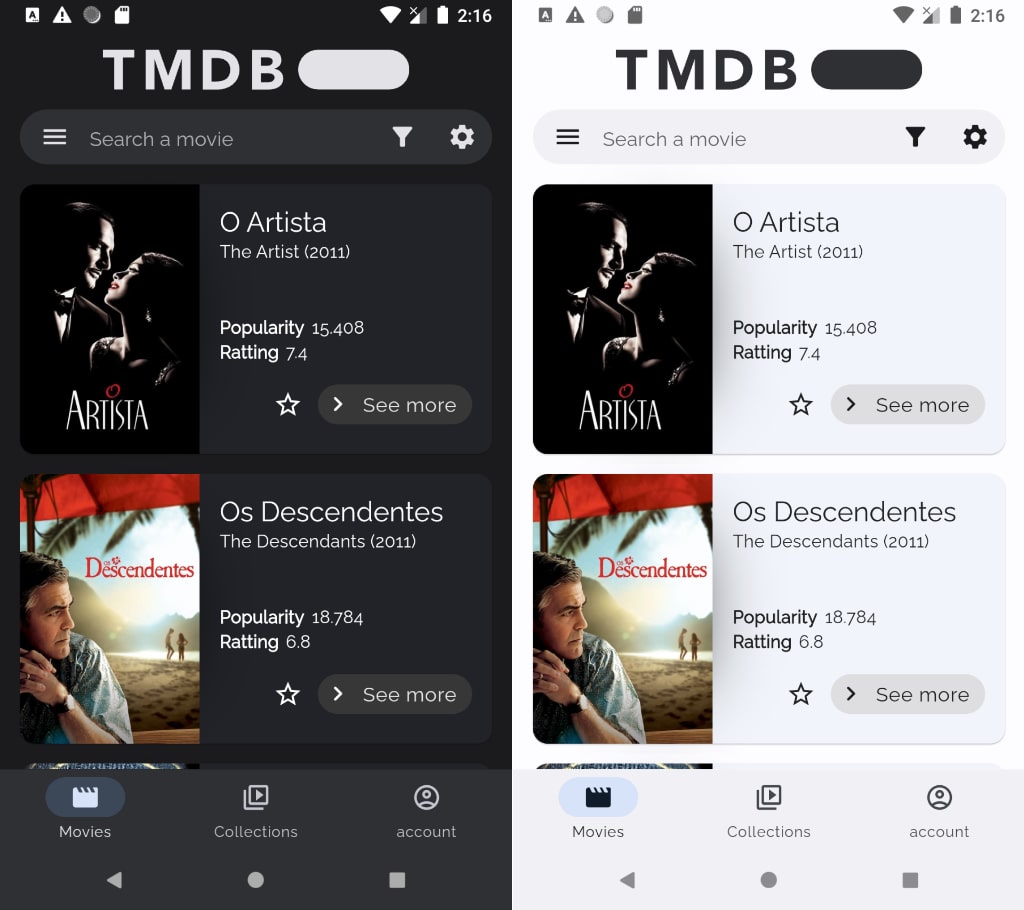 2:16
TMDB
Search a movie
O Artista
The Artist (2011)
Popularity 15.408
Ratting 7.4
See more
O
ARTISTA
Os Descendentes
The Descendants (2011)
OS
DESCENDENTES
Popularity 18.784
Ratting 6.8
See more
Movies
Collections
account
2:16
TMDB
Search a movie
O Artista
The Artist (2011)
Popularity 15.408
Ratting 7.4
See more
O
ARTISTA
Os Descendentes
The Descendants (2011)
OS
DESCENDENTES
Popularity 18.784
Ratting 6.8
See more
Movies
Collections
account